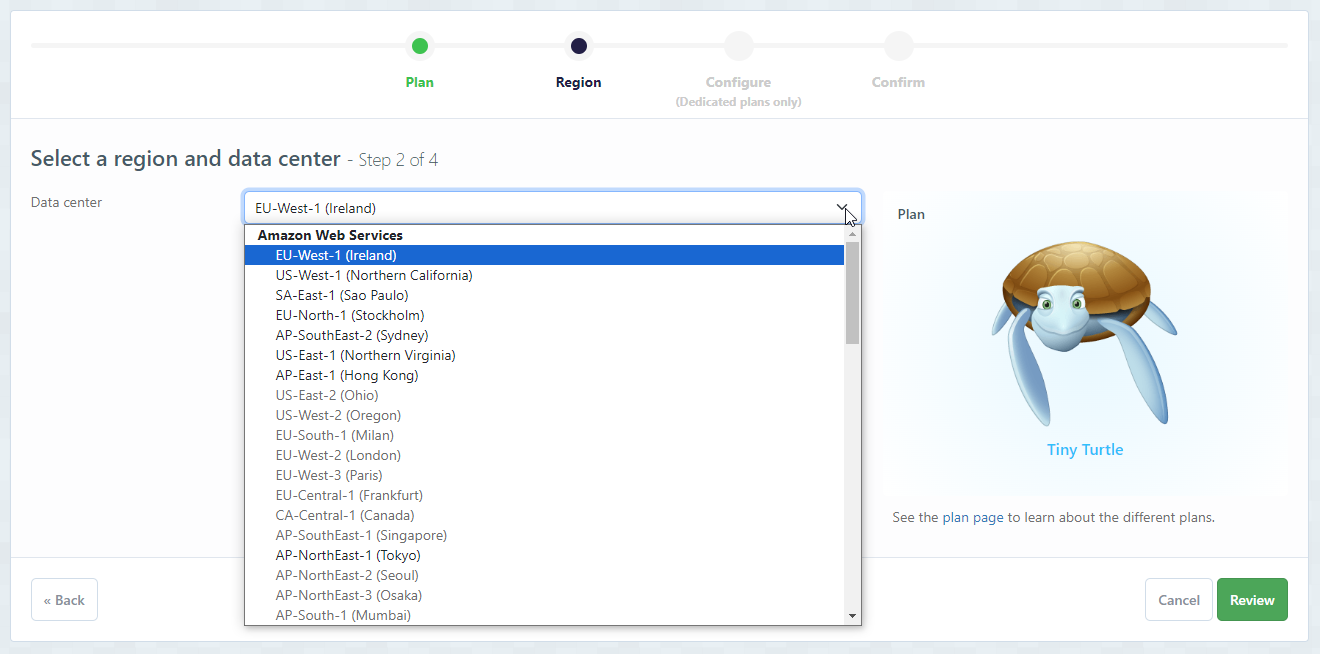 Plan
Region
Configure
Confirm
(Dedicated plans only)
Select a region and data center - Step 2 of 4
Data center
EU-West-1 (Ireland)
Plan
Amazon Web Services
EU-West-1 (Ireland)
US-West-1 (Northern California)
SA-East-1 (Sao Paulo)
EU-North-1 (Stockholm)
AP-SouthEast-2 (Sydney)
US-East-1 (Northern Virginia)
AP-East-1 (Hong Kong)
US-East-2 (Ohio)
US-West-2 (Oregon)
EU-South-1 (Milan)
EU-West-2 (London)
EU-West-3 (Paris)
EU-Central-1 (Frankfurt)
CA-Central-1 (Canada)
AP-SouthEast-1 (Singapore)
AP-NorthEast-1 (Tokyo)
AP-NorthEast-2 (Seoul)
AP-NorthEast-3 (Osaka)
AP-South-1 (Mumbai)
Tiny Turtle
See the plan page to learn about the different plans.
« Back
Cancel
Review